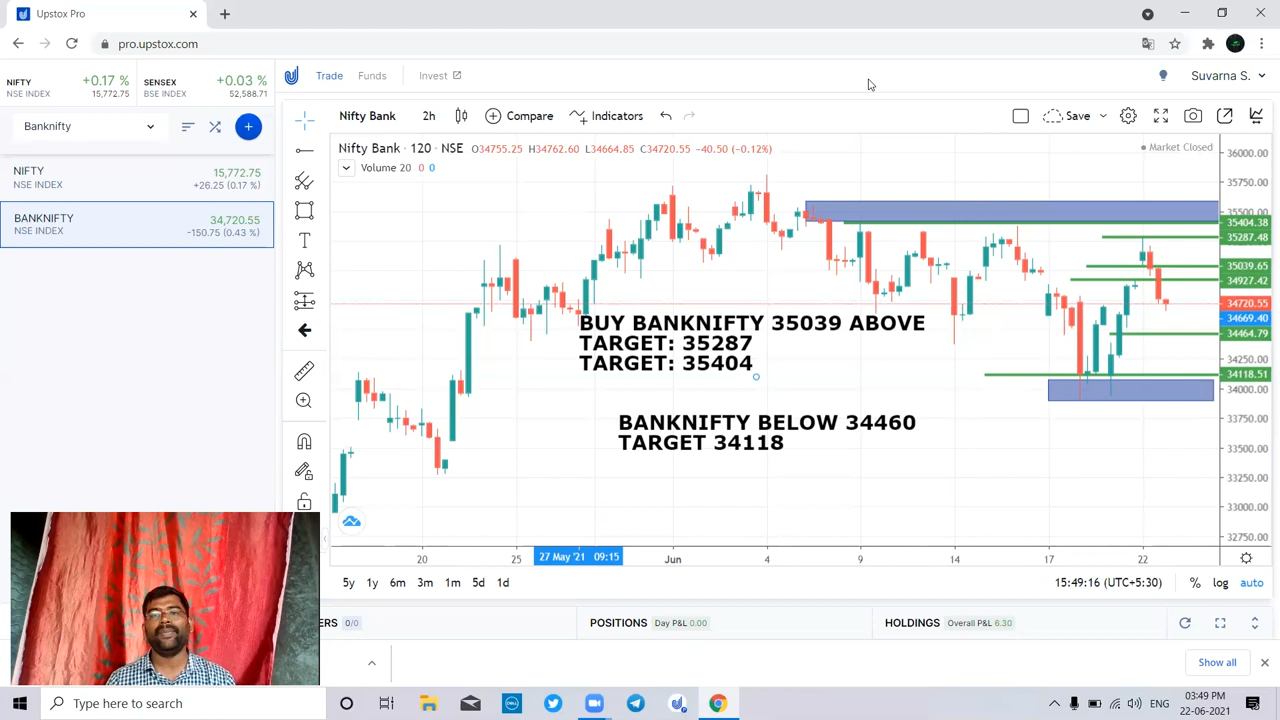 Upstox Pro
pro.upstox.com
NIFTY +0.17 %
NSE INDEX 15,772.75
SENSEX +0.03 %
BSE INDEX 52,588.71
Trade Funds Invest
Suvarna S.
Banknifty
NIFTY 15,772.75
NSE INDEX +26.25 (0.17 %)
BANKNIFTY 34,720.55
NSE INDEX -150.75 (0.43 %)
Nifty Bank 2h Compare Indicators Save
Nifty Bank · 120 · NSE O34755.25 H34762.60 L34664.85 C34720.55 -40.50 (-0.12%)
Market Closed
Volume 20 0 0
36000.00
35750.00
35500.00
35404.38
35287.48
35039.65
34927.42
34720.55
34669.40
34464.79
34250.00
34118.51
34000.00
33750.00
33500.00
33250.00
33000.00
32750.00
BUY BANKNIFTY 35039 ABOVE
TARGET: 35287
TARGET: 35404
BANKNIFTY BELOW 34460
TARGET 34118
20 25 27 May '21 09:15 Jun 4 9 14 17 22
5y 1y 6m 3m 1m 5d 1d
15:49:16 (UTC+5:30) % log auto
ERS 0/0
POSITIONS Day P&L 0.00
HOLDINGS Overall P&L 6.30
Show all
Type here to search
DELL
ENG
03:49 PM
22-06-2021